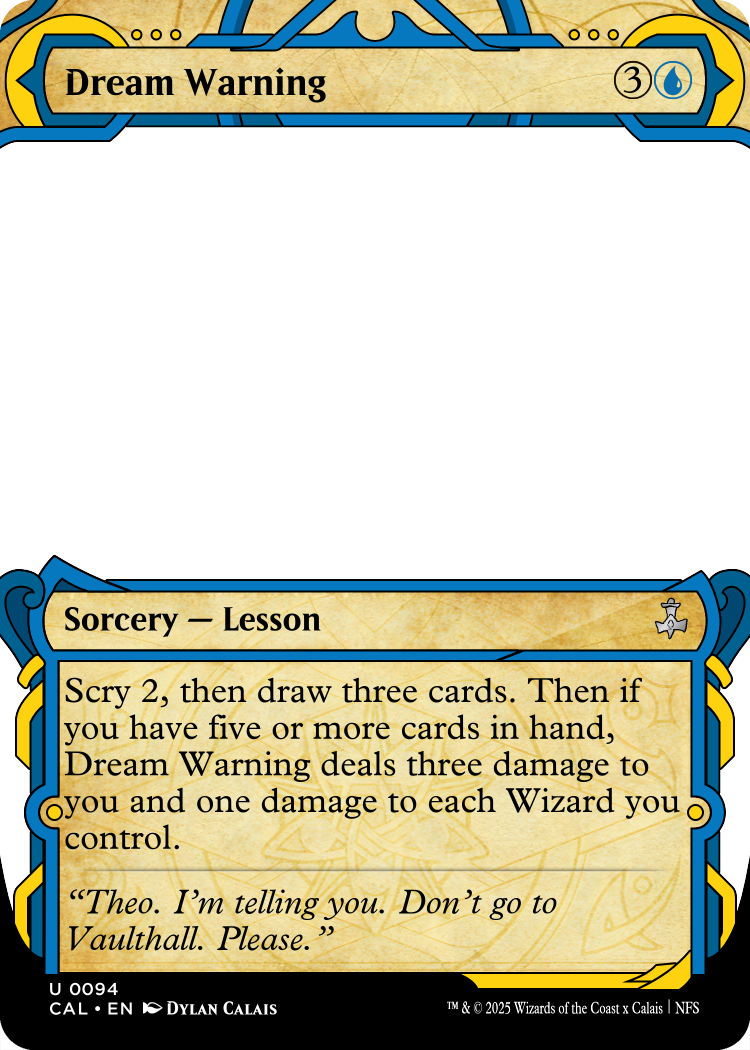 Dream Warning 3
Sorcery — Lesson
Scry 2, then draw three cards. Then if
you have five or more cards in hand,
Dream Warning deals three damage to
you and one damage to each Wizard you
control.
“Theo. I’m telling you. Don’t go to
Vaulthall. Please.”
U 0094
CAL • EN DYLAN CALAIS
™ & © 2025 Wizards of the Coast x Calais | NFS